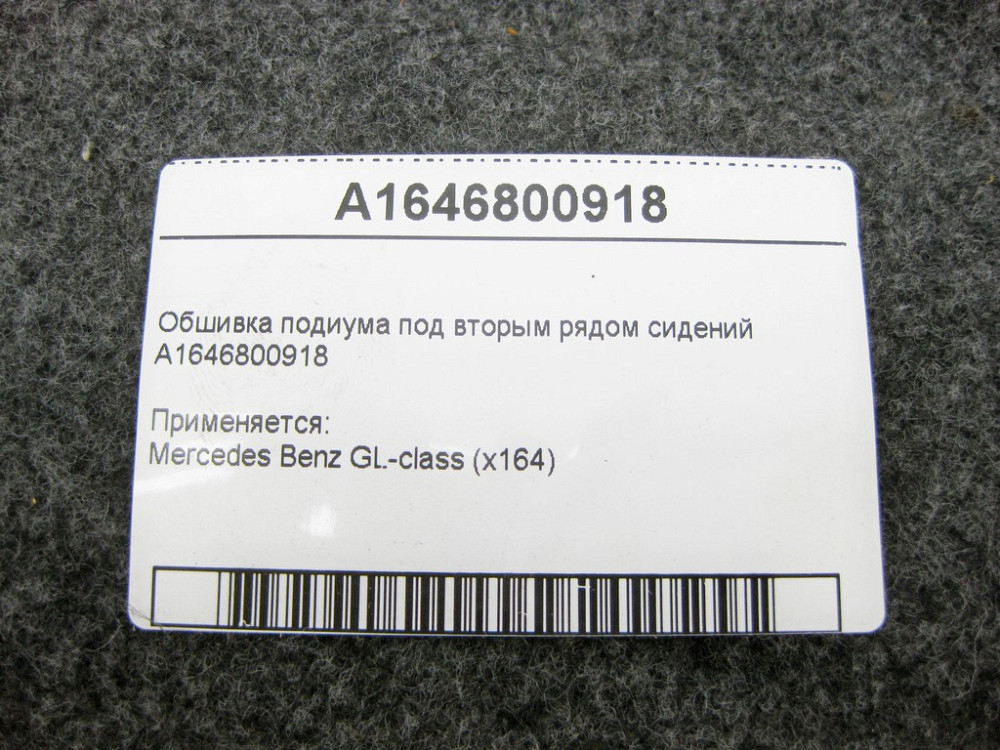 A1646800918
Обшивка подиума под вторым рядом сидений
A1646800918
Применяется:
Mercedes Benz GL-class (x164)